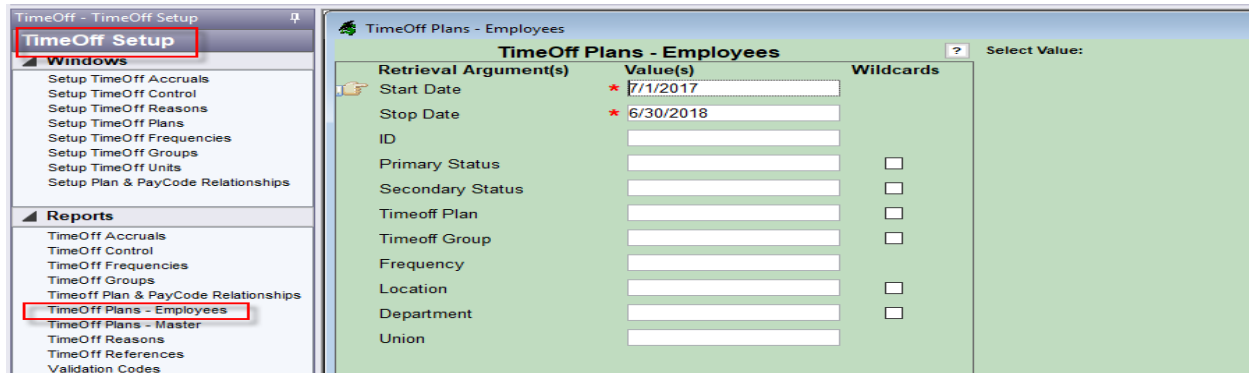 TimeOff - TimeOff Setup
TimeOff Setup
Windows
Setup TimeOff Accruals
Setup TimeOff Control
Setup TimeOff Reasons
Setup TimeOff Plans
Setup TimeOff Frequencies
Setup TimeOff Groups
Setup TimeOff Units
Setup Plan & PayCode Relationships
Reports
TimeOff Accruals
TimeOff Control
TimeOff Frequencies
TimeOff Groups
Timeoff Plan & PayCode Relationships
TimeOff Plans - Employees
TimeOff Plans - Master
TimeOff Reasons
TimeOff References
Validation Codes
TimeOff Plans - Employees
TimeOff Plans - Employees ? Select Value:
Retrieval Argument(s) Value(s) Wildcards
Start Date * 7/1/2017
Stop Date * 6/30/2018
ID
Primary Status
Secondary Status
Timeoff Plan
Timeoff Group
Frequency
Location
Department
Union